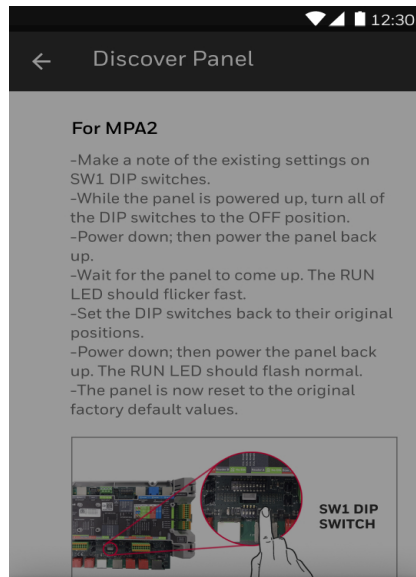 12:30
Discover Panel
For MPA2
-Make a note of the existing settings on
SW1 DIP switches.
-While the panel is powered up, turn all of
the DIP switches to the OFF position.
-Power down; then power the panel back
up.
-Wait for the panel to come up. The RUN
LED should flicker fast.
-Set the DIP switches back to their original
positions.
-Power down; then power the panel back
up. The RUN LED should flash normal.
-The panel is now reset to the original
factory default values.
SW1 DIP
SWITCH